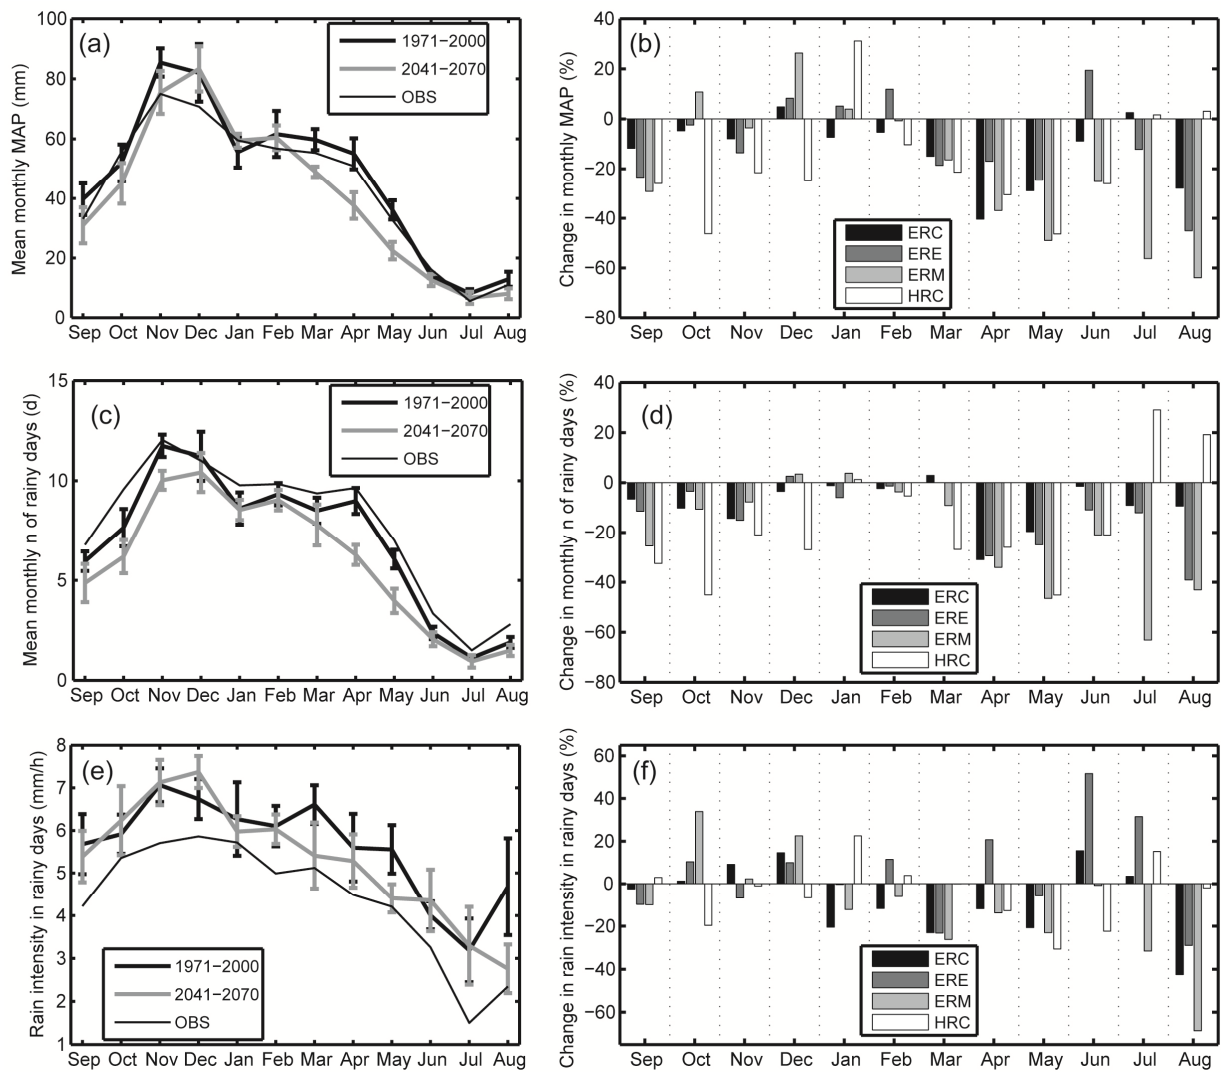 (a)
Mean monthly MAP (mm)
100
80
60
40
20
0
1971−2000
2041−2070
OBS
Sep Oct Nov Dec Jan Feb Mar Apr May Jun Jul Aug
(b)
Change in monthly MAP (%)
40
20
0
−20
−40
−60
−80
ERC
ERE
ERM
HRC
Sep Oct Nov Dec Jan Feb Mar Apr May Jun Jul Aug
(c)
Mean monthly n of rainy days (d)
15
10
5
0
1971−2000
2041−2070
OBS
Sep Oct Nov Dec Jan Feb Mar Apr May Jun Jul Aug
(d)
Change in monthly n of rainy days (%)
40
20
0
−20
−40
−60
−80
ERC
ERE
ERM
HRC
Sep Oct Nov Dec Jan Feb Mar Apr May Jun Jul Aug
(e)
Rain intensity in rainy days (mm/h)
8
7
6
5
4
3
2
1
1971−2000
2041−2070
OBS
Sep Oct Nov Dec Jan Feb Mar Apr May Jun Jul Aug
(f)
Change in rain intensity in rainy days (%)
60
40
20
0
−20
−40
−60
ERC
ERE
ERM
HRC
Sep Oct Nov Dec Jan Feb Mar Apr May Jun Jul Aug